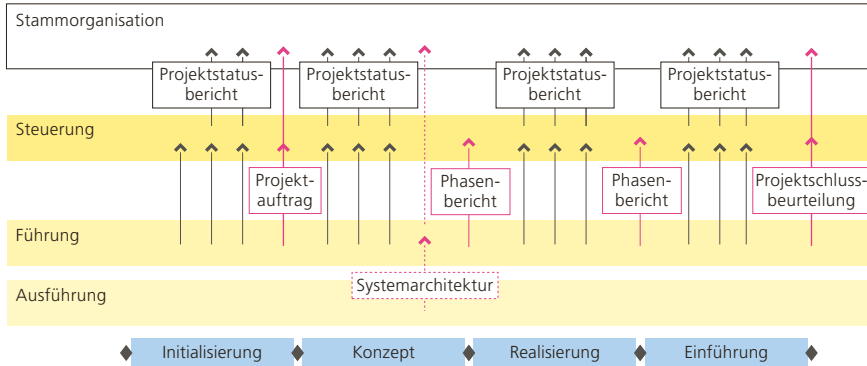 Stammorganisation
Projektstatus-
bericht
Projektstatus-
bericht
Projektstatus-
bericht
Projektstatus-
bericht
Steuerung
Projekt-
auftrag
Phasen-
bericht
Phasen-
bericht
Projektschluss-
beurteilung
Führung
Systemarchitektur
Ausführung
Initialisierung
Konzept
Realisierung
Einführung